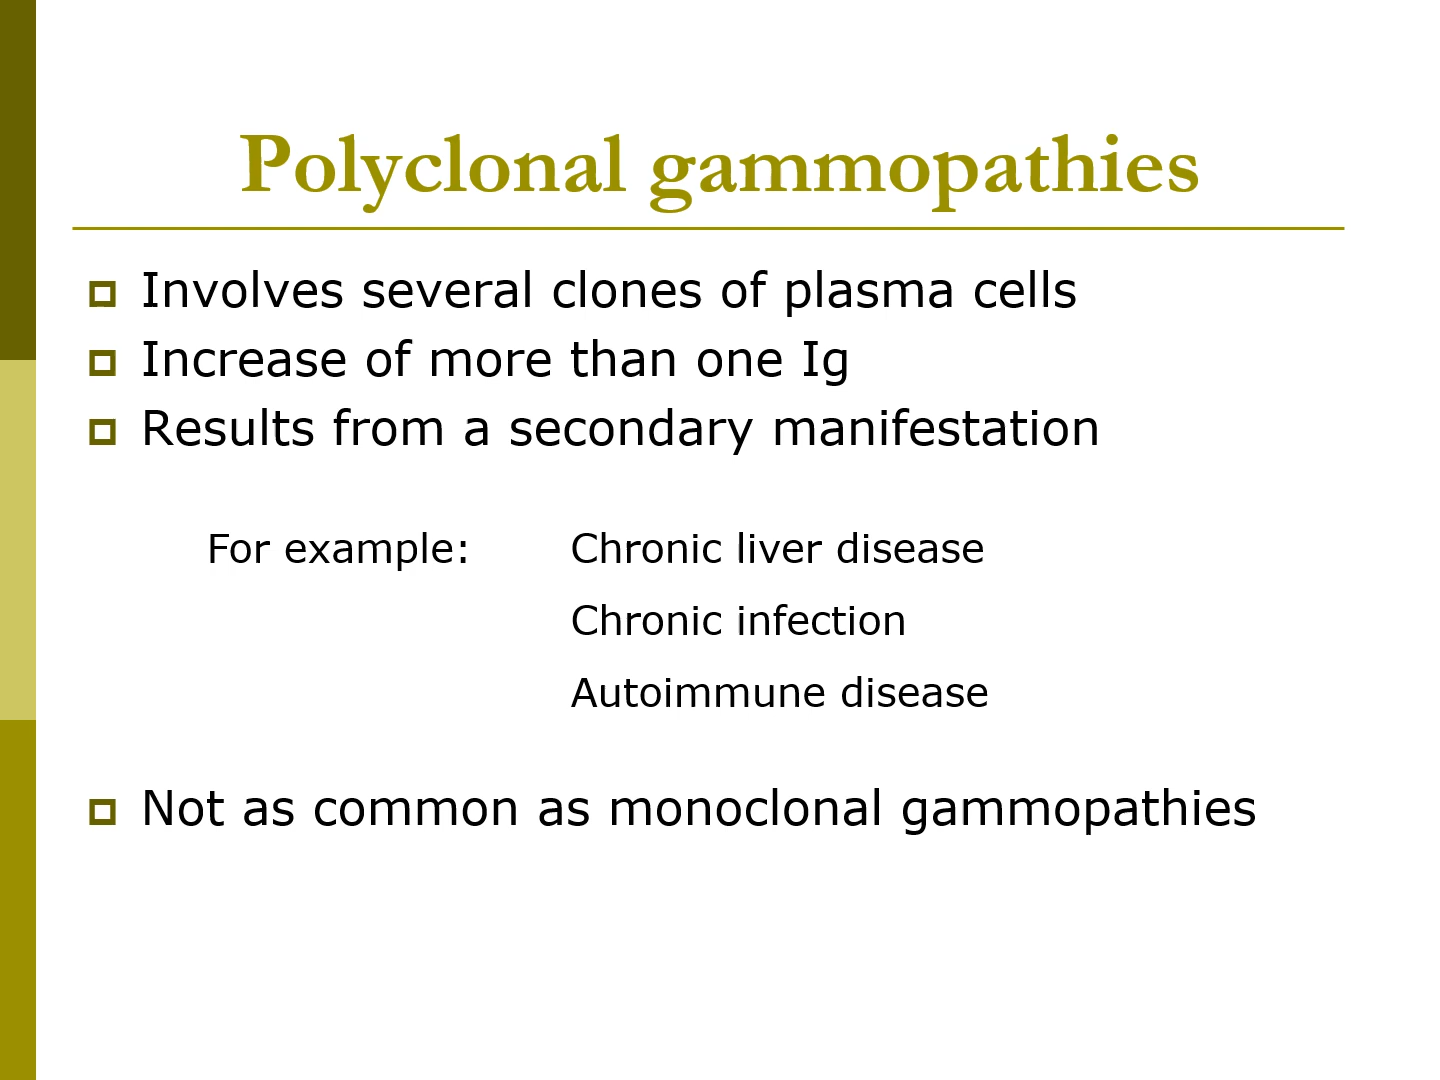 Polyclonal gammopathies
Involves several clones of plasma cells
Increase of more than one Ig
Results from a secondary manifestation
For example: Chronic liver disease
Chronic infection
Autoimmune disease
Not as common as monoclonal gammopathies